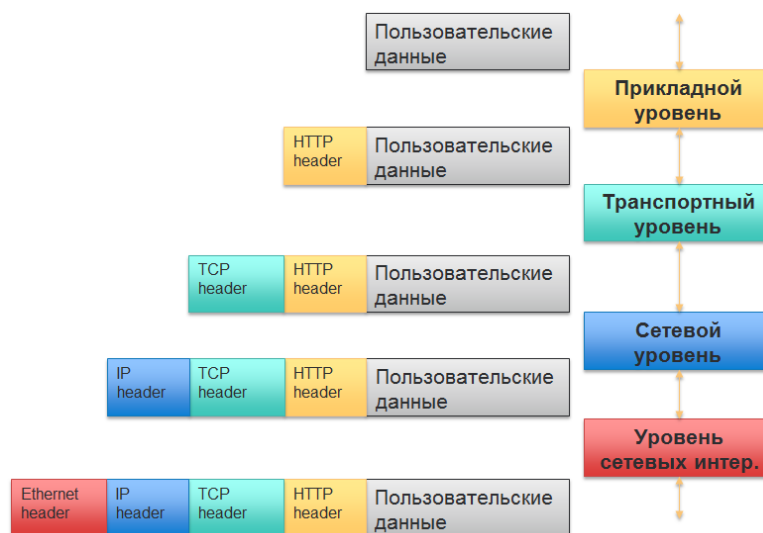 Пользовательские
данные
Прикладной
уровень
HTTP
header
Пользовательские
данные
Транспортный
уровень
TCP
header
HTTP
header
Пользовательские
данные
Сетевой
уровень
IP
header
TCP
header
HTTP
header
Пользовательские
данные
Уровень
сетевых интер.
Ethernet
header
IP
header
TCP
header
HTTP
header
Пользовательские
данные